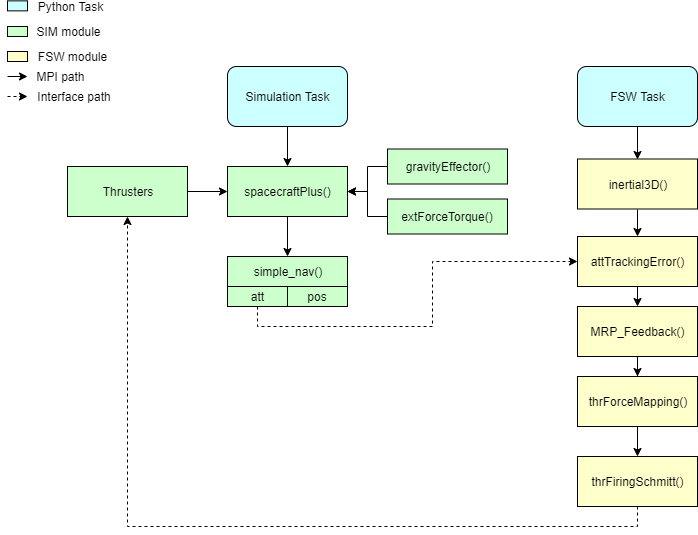 Python Task
SIM module
FSW module
MPI path
Interface path
Simulation Task
FSW Task
Thrusters
spacecraftPlus()
gravityEffector()
extForceTorque()
simple_nav()
att
pos
inertial3D()
attTrackingError()
MRP_Feedback()
thrForceMapping()
thrFiringSchmitt()